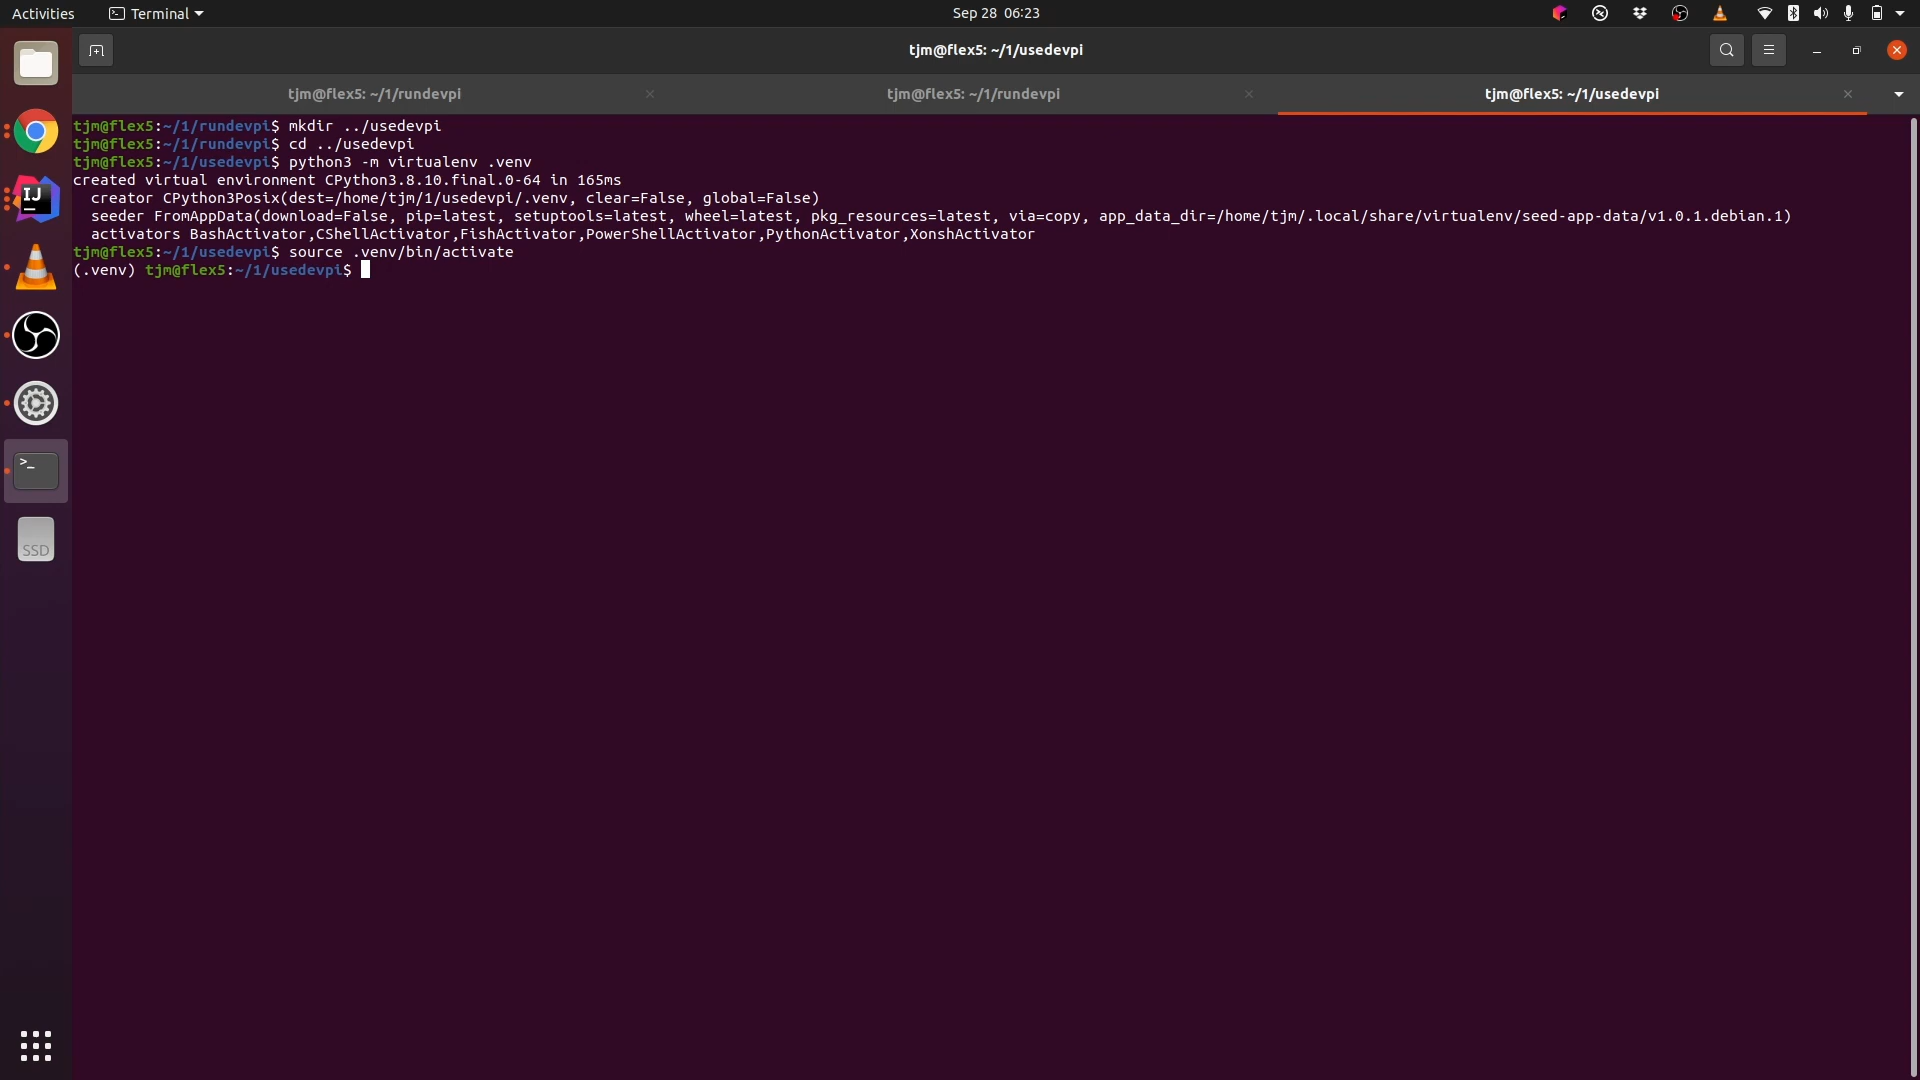 Activities
Terminal
Sep 28 06:23
tjm@flex5: ~/1/usedevpi
tjm@flex5: ~/1/rundevpi
tjm@flex5: ~/1/rundevpi
tjm@flex5: ~/1/usedevpi
tjm@flex5:~/1/rundevpi$ mkdir ../usedevpi
tjm@flex5:~/1/rundevpi$ cd ../usedevpi
tjm@flex5:~/1/usedevpi$ python3 -m virtualenv .venv
created virtual environment CPython3.8.10.final.0-64 in 165ms
  creator CPython3Posix(dest=/home/tjm/1/usedevpi/.venv, clear=False, global=False)
  seeder FromAppData(download=False, pip=latest, setuptools=latest, wheel=latest, pkg_resources=latest, via=copy, app_data_dir=/home/tjm/.local/share/virtualenv/seed-app-data/v1.0.1.debian.1)
  activators BashActivator,CShellActivator,FishActivator,PowerShellActivator,PythonActivator,XonshActivator
tjm@flex5:~/1/usedevpi$ source .venv/bin/activate
(.venv) tjm@flex5:~/1/usedevpi$
IJ
>_
SSD